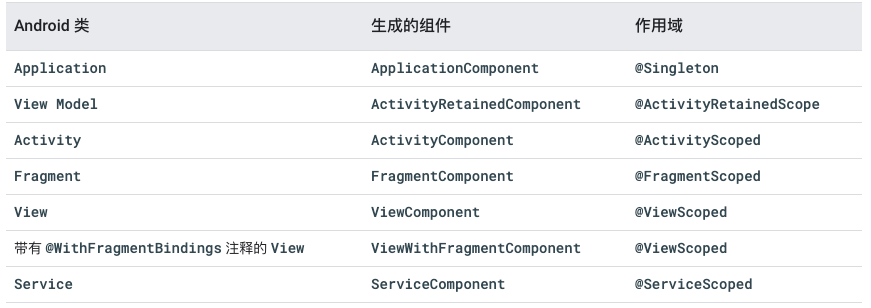 Android 类 生成的组件 作用域
Application ApplicationComponent @Singleton
View Model ActivityRetainedComponent @ActivityRetainedScope
Activity ActivityComponent @ActivityScoped
Fragment FragmentComponent @FragmentScoped
View ViewComponent @ViewScoped
带有 @WithFragmentBindings 注释的 View ViewWithFragmentComponent @ViewScoped
Service ServiceComponent @ServiceScoped